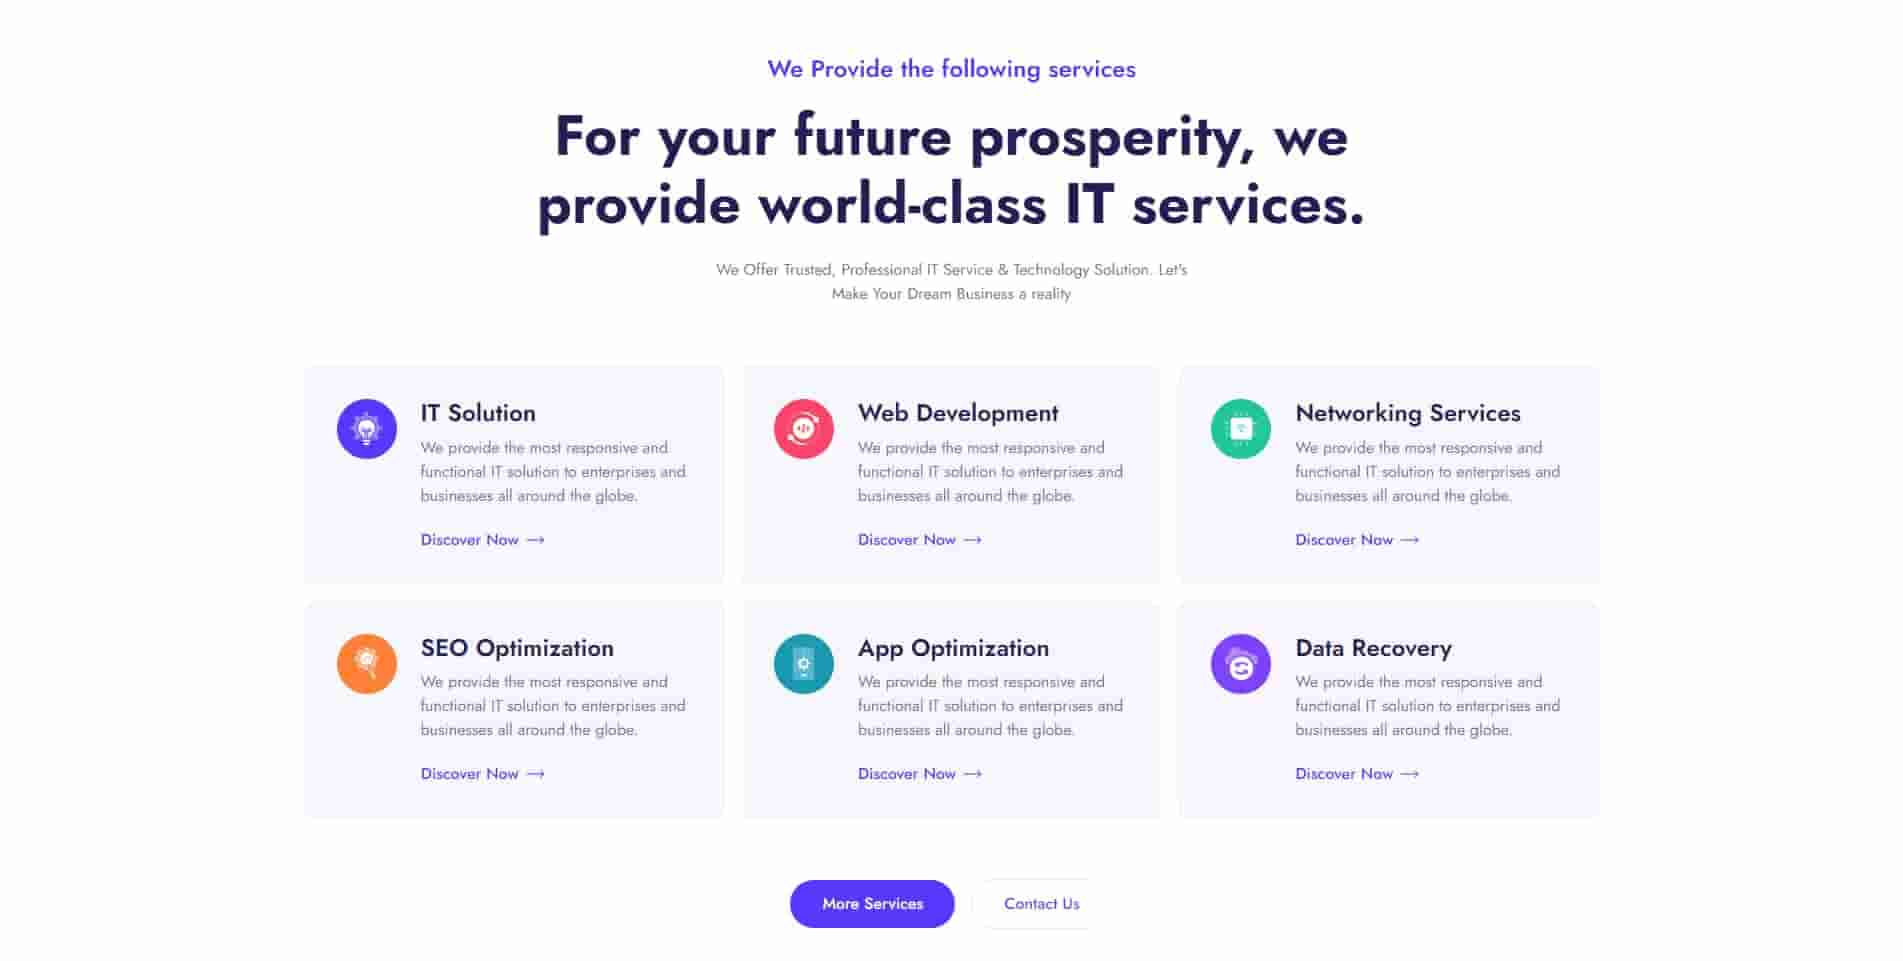 We Provide the following services
For your future prosperity, we
provide world-class IT services.
We Offer Trusted, Professional IT Service & Technology Solution. Let's
Make Your Dream Business a reality
IT Solution
We provide the most responsive and
functional IT solution to enterprises and
businesses all around the globe.
Discover Now →
Web Development
We provide the most responsive and
functional IT solution to enterprises and
businesses all around the globe.
Discover Now →
Networking Services
We provide the most responsive and
functional IT solution to enterprises and
businesses all around the globe.
Discover Now →
SEO Optimization
We provide the most responsive and
functional IT solution to enterprises and
businesses all around the globe.
Discover Now →
App Optimization
We provide the most responsive and
functional IT solution to enterprises and
businesses all around the globe.
Discover Now →
Data Recovery
We provide the most responsive and
functional IT solution to enterprises and
businesses all around the globe.
Discover Now →
More Services
Contact Us